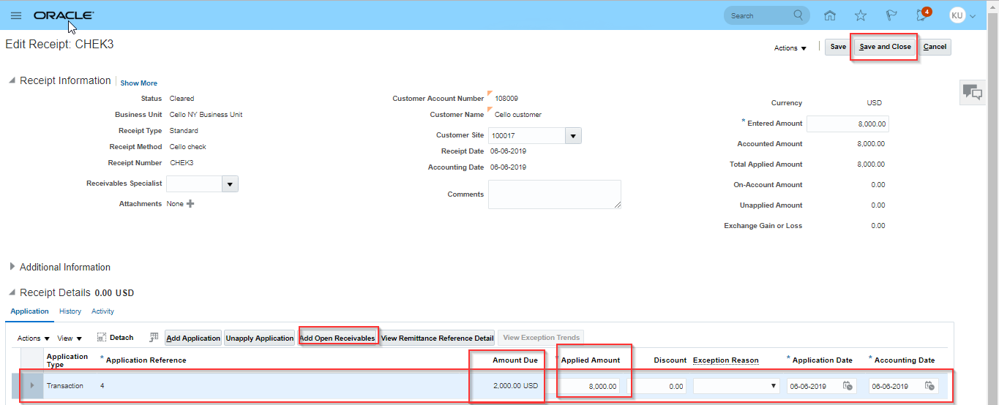 ORACLE
Search
4
KU
Edit Receipt: CHEK3
Actions
Save
Save and Close
Cancel
Receipt Information
Show More
Status Cleared
Business Unit Cello NY Business Unit
Receipt Type Standard
Receipt Method Cello check
Receipt Number CHEK3
Receivables Specialist
Attachments None
Customer Account Number 108009
Customer Name Cello customer
Customer Site 100017
Receipt Date 06-06-2019
Accounting Date 06-06-2019
Comments
Currency USD
* Entered Amount 8,000.00
Accounted Amount 8,000.00
Total Applied Amount 8,000.00
On-Account Amount 0.00
Unapplied Amount 0.00
Exchange Gain or Loss 0.00
Additional Information
Receipt Details 0.00 USD
Application History Activity
Actions View Detach Add Application Unapply Application Add Open Receivables View Remittance Reference Detail View Exception Trends
Application Type * Application Reference Amount Due * Applied Amount Discount Exception Reason * Application Date * Accounting Date
Transaction 4 2,000.00 USD 8,000.00 0.00 06-06-2019 06-06-2019